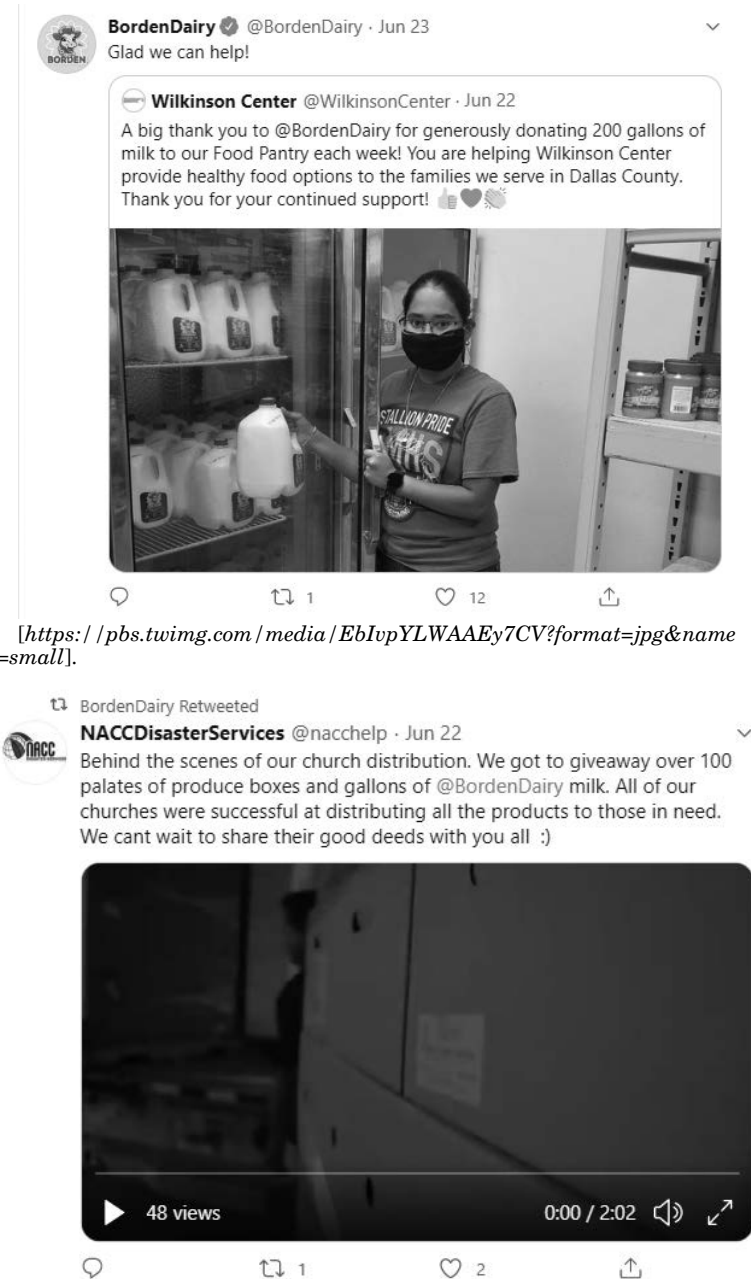 BordenDairy @BordenDairy · Jun 23
Glad we can help!
BORDEN
Wilkinson Center @WilkinsonCenter · Jun 22
A big thank you to @BordenDairy for generously donating 200 gallons of
milk to our Food Pantry each week! You are helping Wilkinson Center
provide healthy food options to the families we serve in Dallas County.
Thank you for your continued support! 👍❤👏
STALLION PRIDE
1
12
[https://pbs.twimg.com/media/EbIvpYLWAAEy7CV?format=jpg&name
=small].
BordenDairy Retweeted
NACCDisasterServices @nacchelp · Jun 22
NACC
Behind the scenes of our church distribution. We got to giveaway over 100
palates of produce boxes and gallons of @BordenDairy milk. All of our
churches were successful at distributing all the products to those in need.
We cant wait to share their good deeds with you all :)
48 views
0:00 / 2:02
1
2